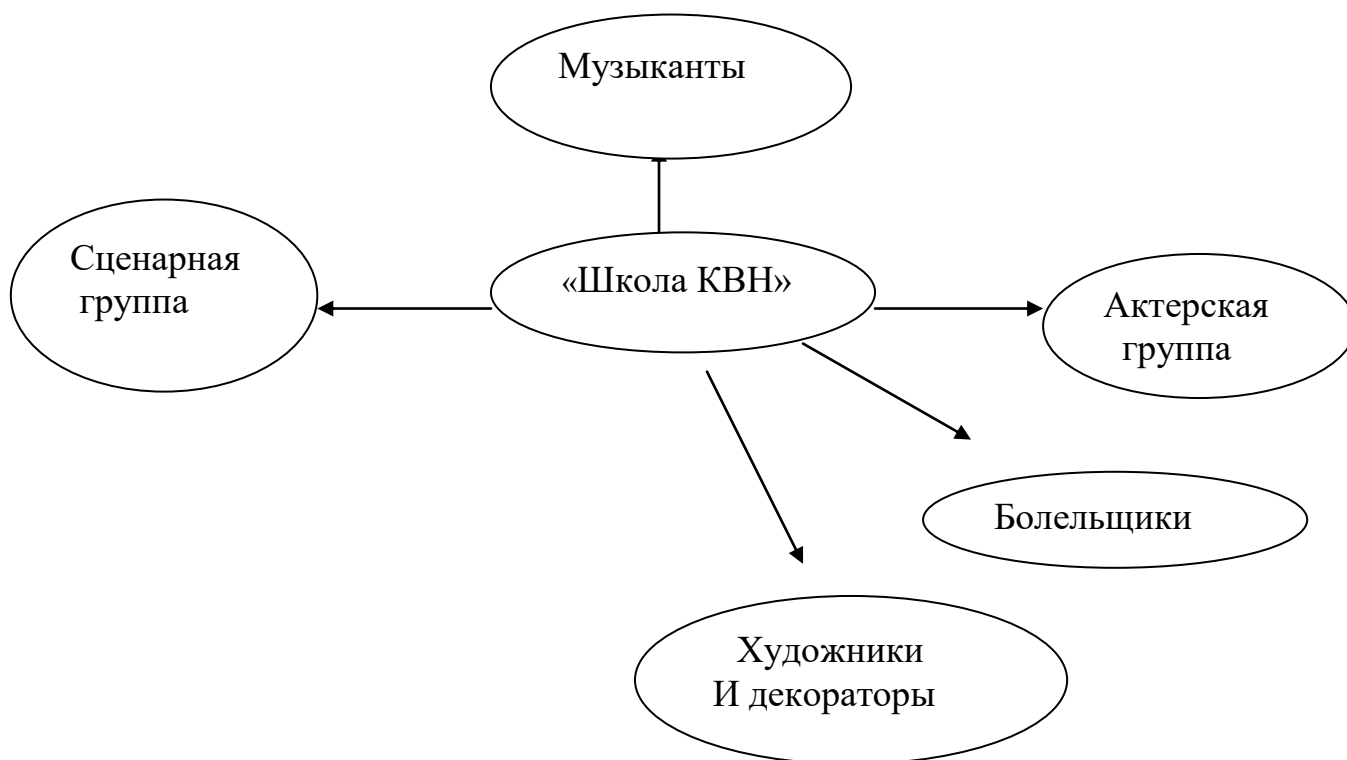 Музыканты
Сценарная
группа
«Школа КВН»
Актерская
группа
Болельщики
Художники
И декораторы